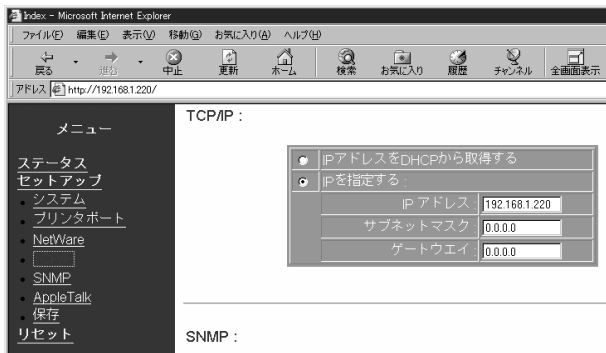 Index - Microsoft Internet Explorer
ファイル(F) 編集(E) 表示(V) 移動(G) お気に入り(A) ヘルプ(H)
戻る 進む 中止 更新 ホーム 検索 お気に入り 履歴 チャンネル 全画面表示
アドレス http://192.168.1.220/
メニュー
ステータス
セットアップ
システム
プリンタポート
NetWare
SNMP
AppleTalk
保存
リセット
TCP/IP :
IPアドレスをDHCPから取得する
IPを指定する :
IP アドレス : 192.168.1.220
サブネットマスク : 0.0.0.0
ゲートウエイ : 0.0.0.0
SNMP :